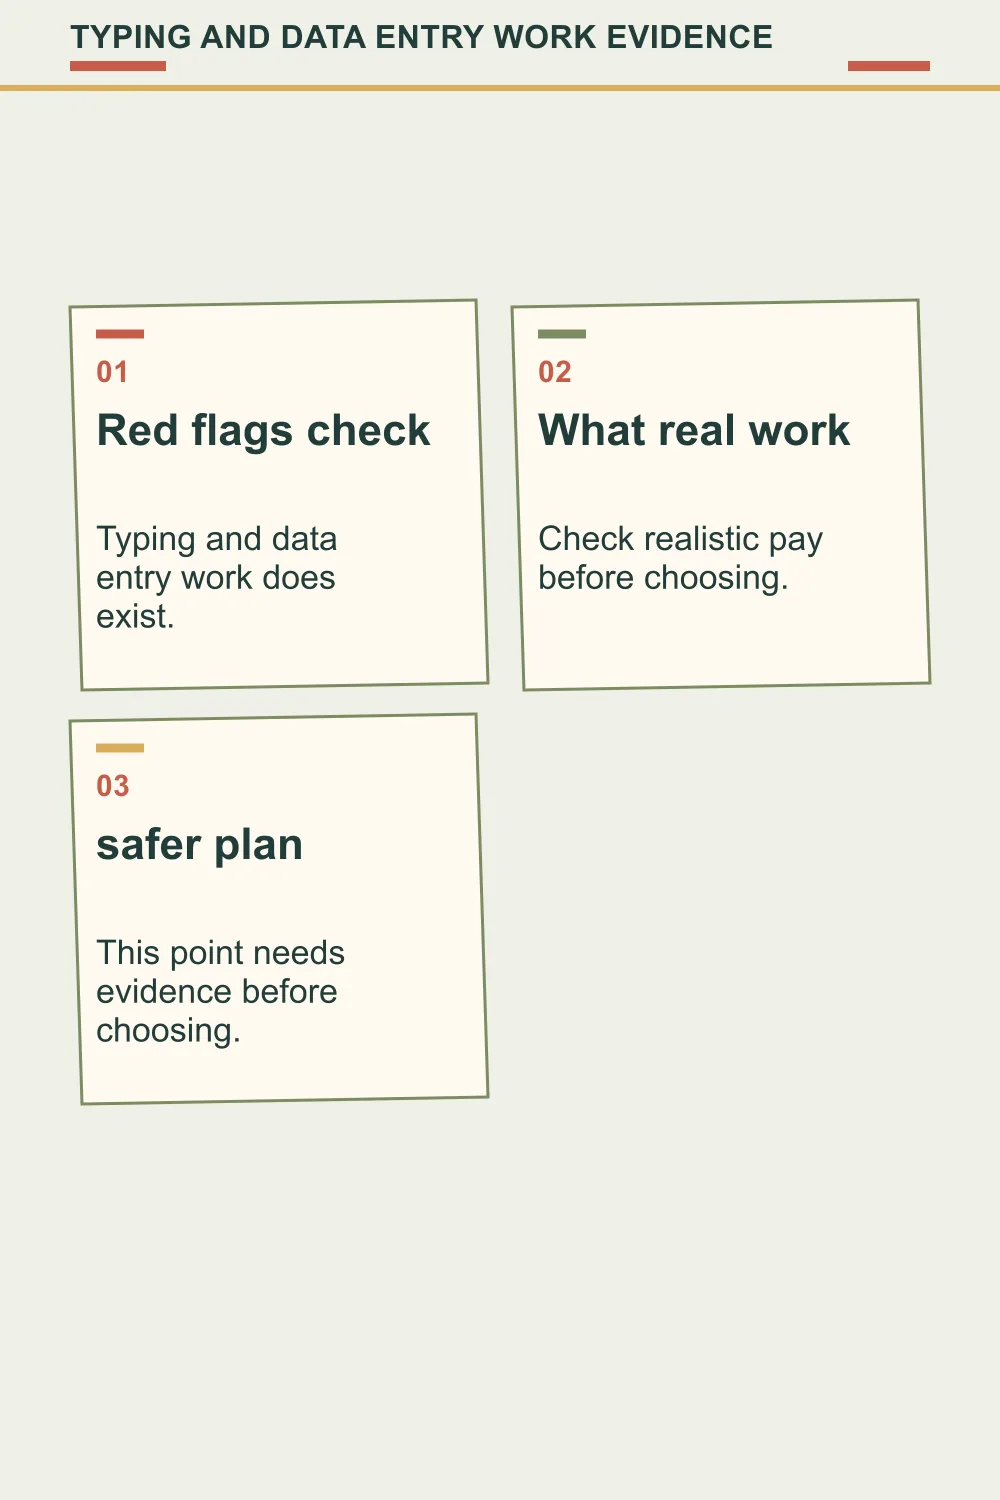 TYPING AND DATA ENTRY WORK EVIDENCE
01
Red flags check
Typing and data
entry work does
exist.
02
What real work
Check realistic pay
before choosing.
03
safer plan
This point needs
evidence before
choosing.